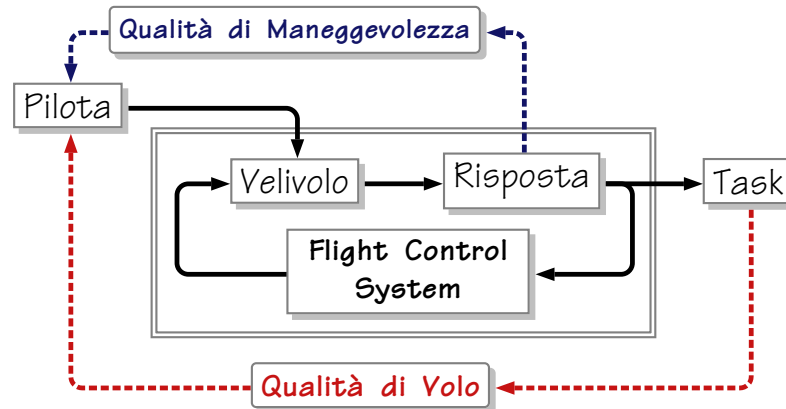 Qualità di Maneggevolezza
Pilota
Velivolo
Risposta
Task
Flight Control
System
Qualità di Volo